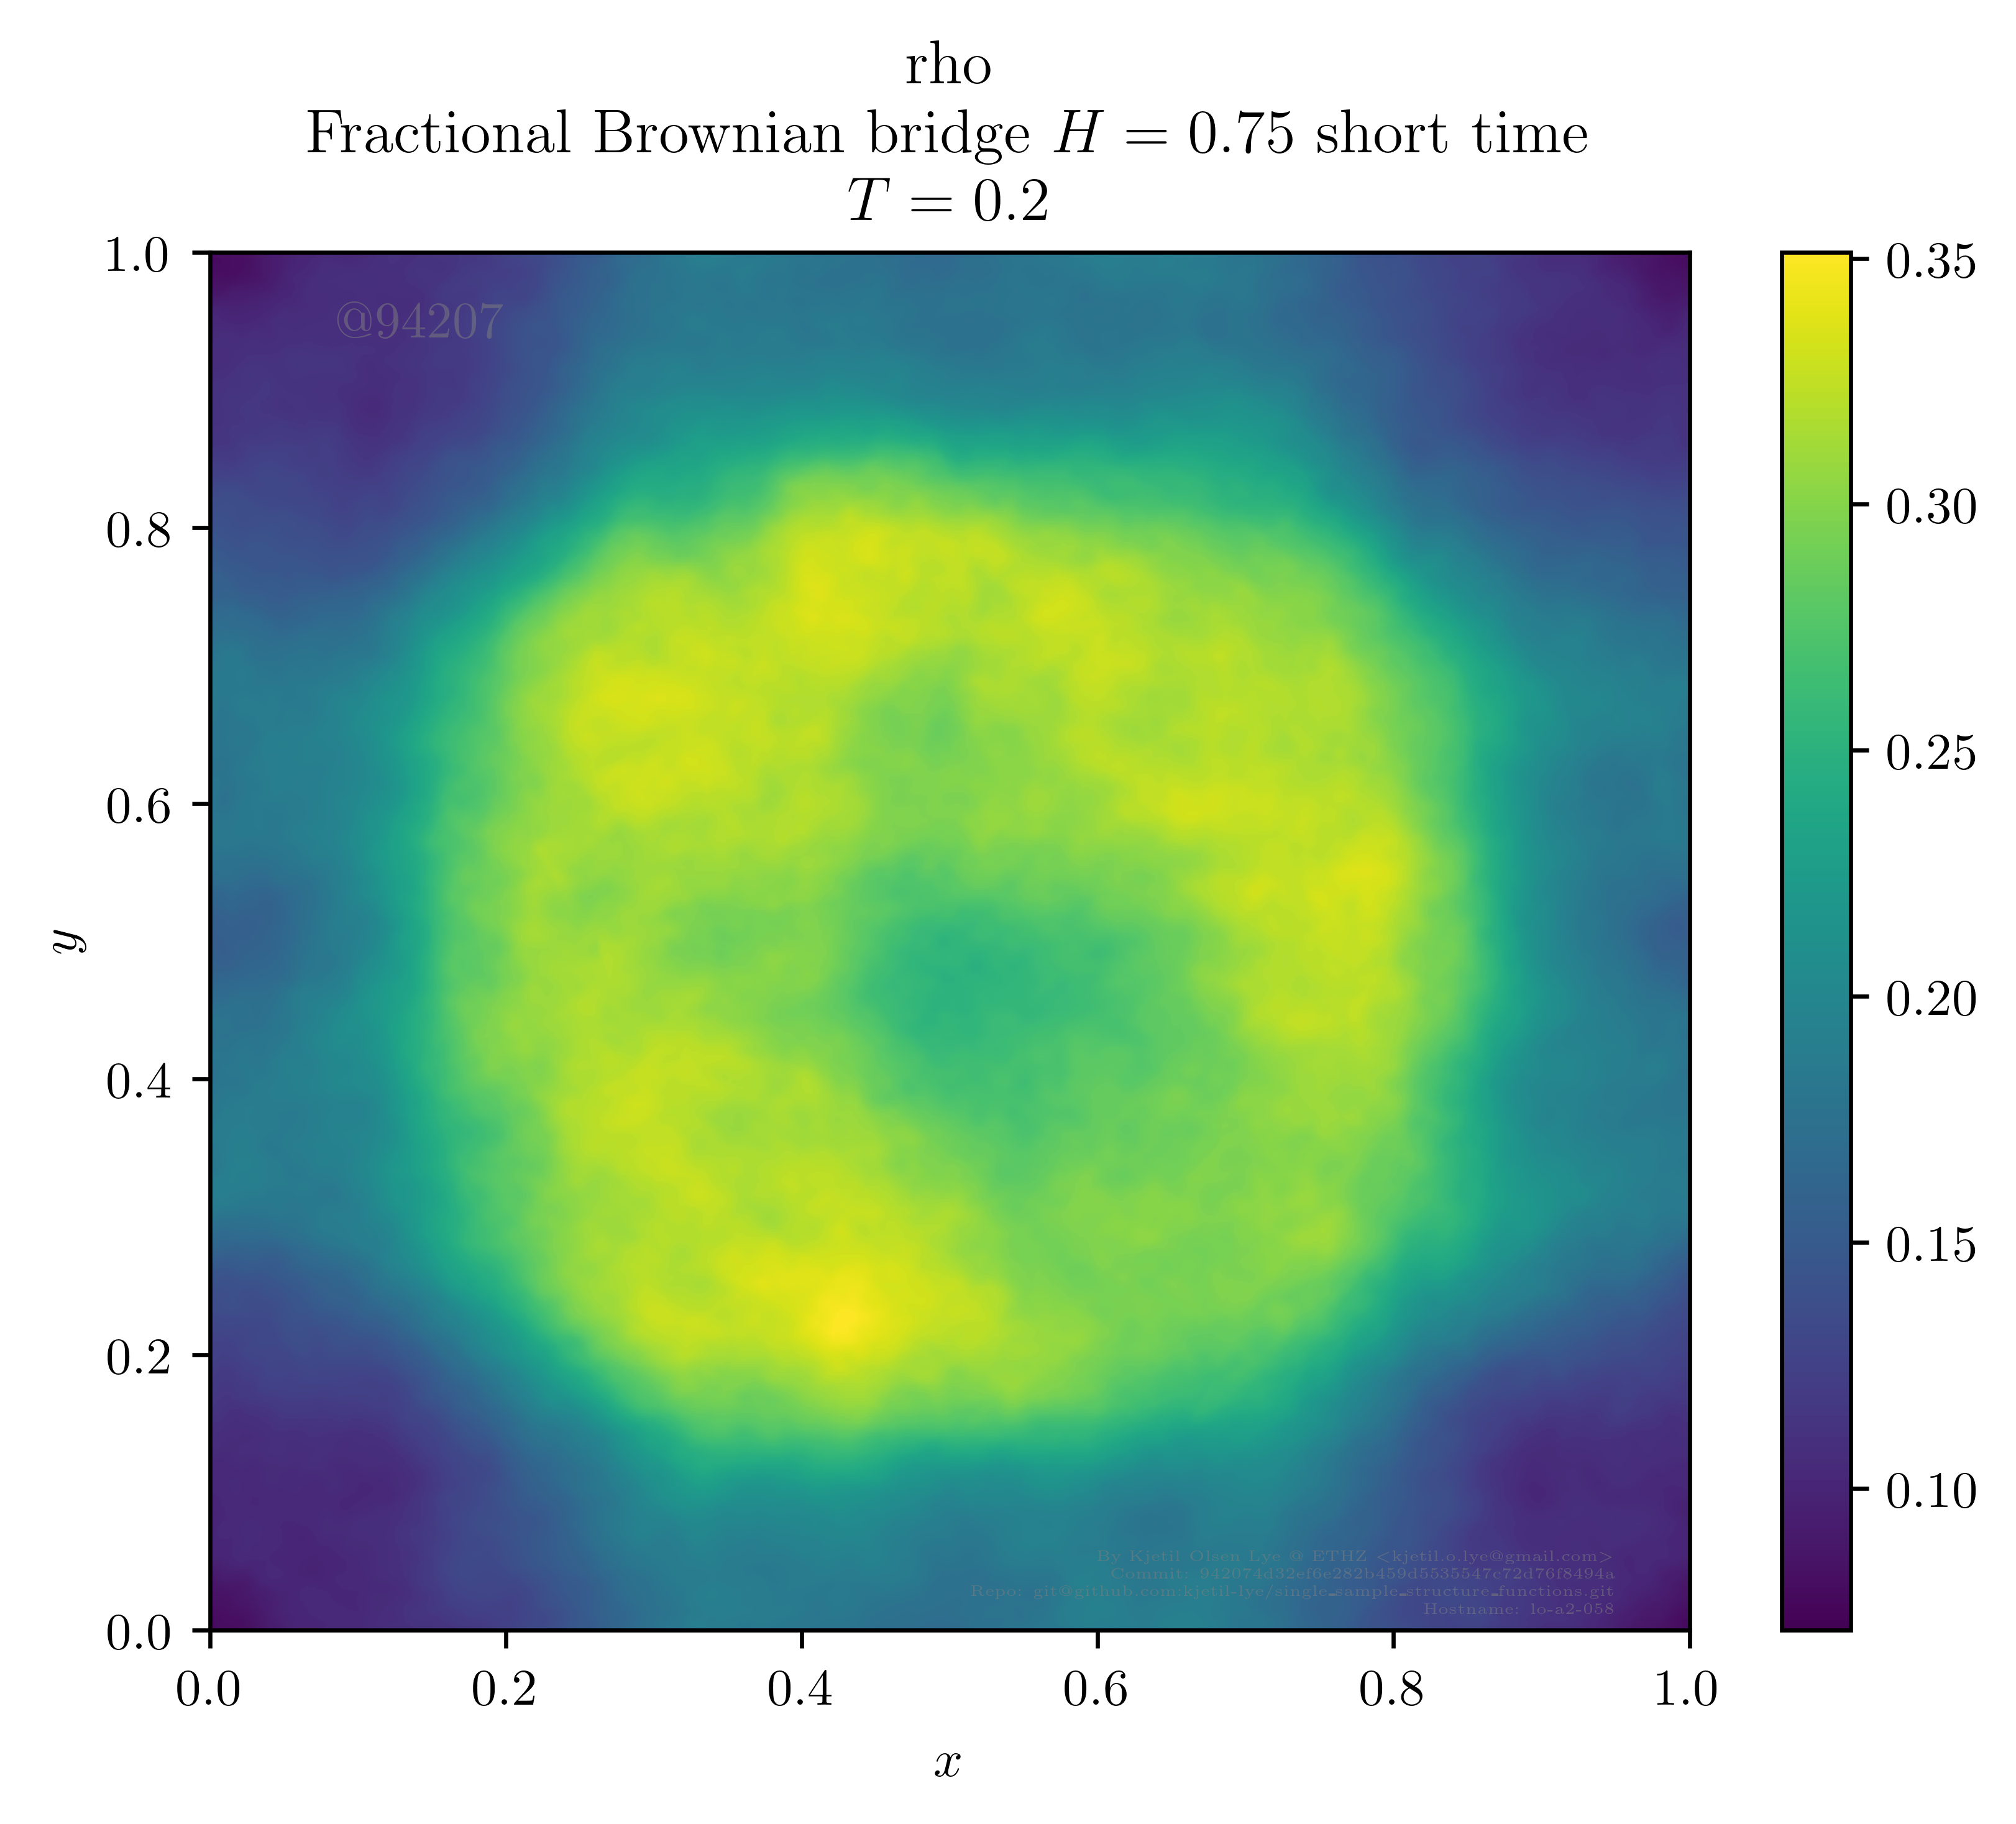 rho
Fractional Brownian bridge H = 0.75 short time
T = 0.2
1.0
0.8
0.6
0.4
0.2
0.0
y
@94207
By Kjetil Olsen Lye @ ETHZ <kjetil.o.lye@gmail.com>
Commit: 942074d32ef6e282b459d5535547c72d76f8494a
Repo: git@github.com:kjetil-lye/single_sample_structure_functions.git
Hostname: lo-a2-058
0.0 0.2 0.4 0.6 0.8 1.0
x
0.35
0.30
0.25
0.20
0.15
0.10